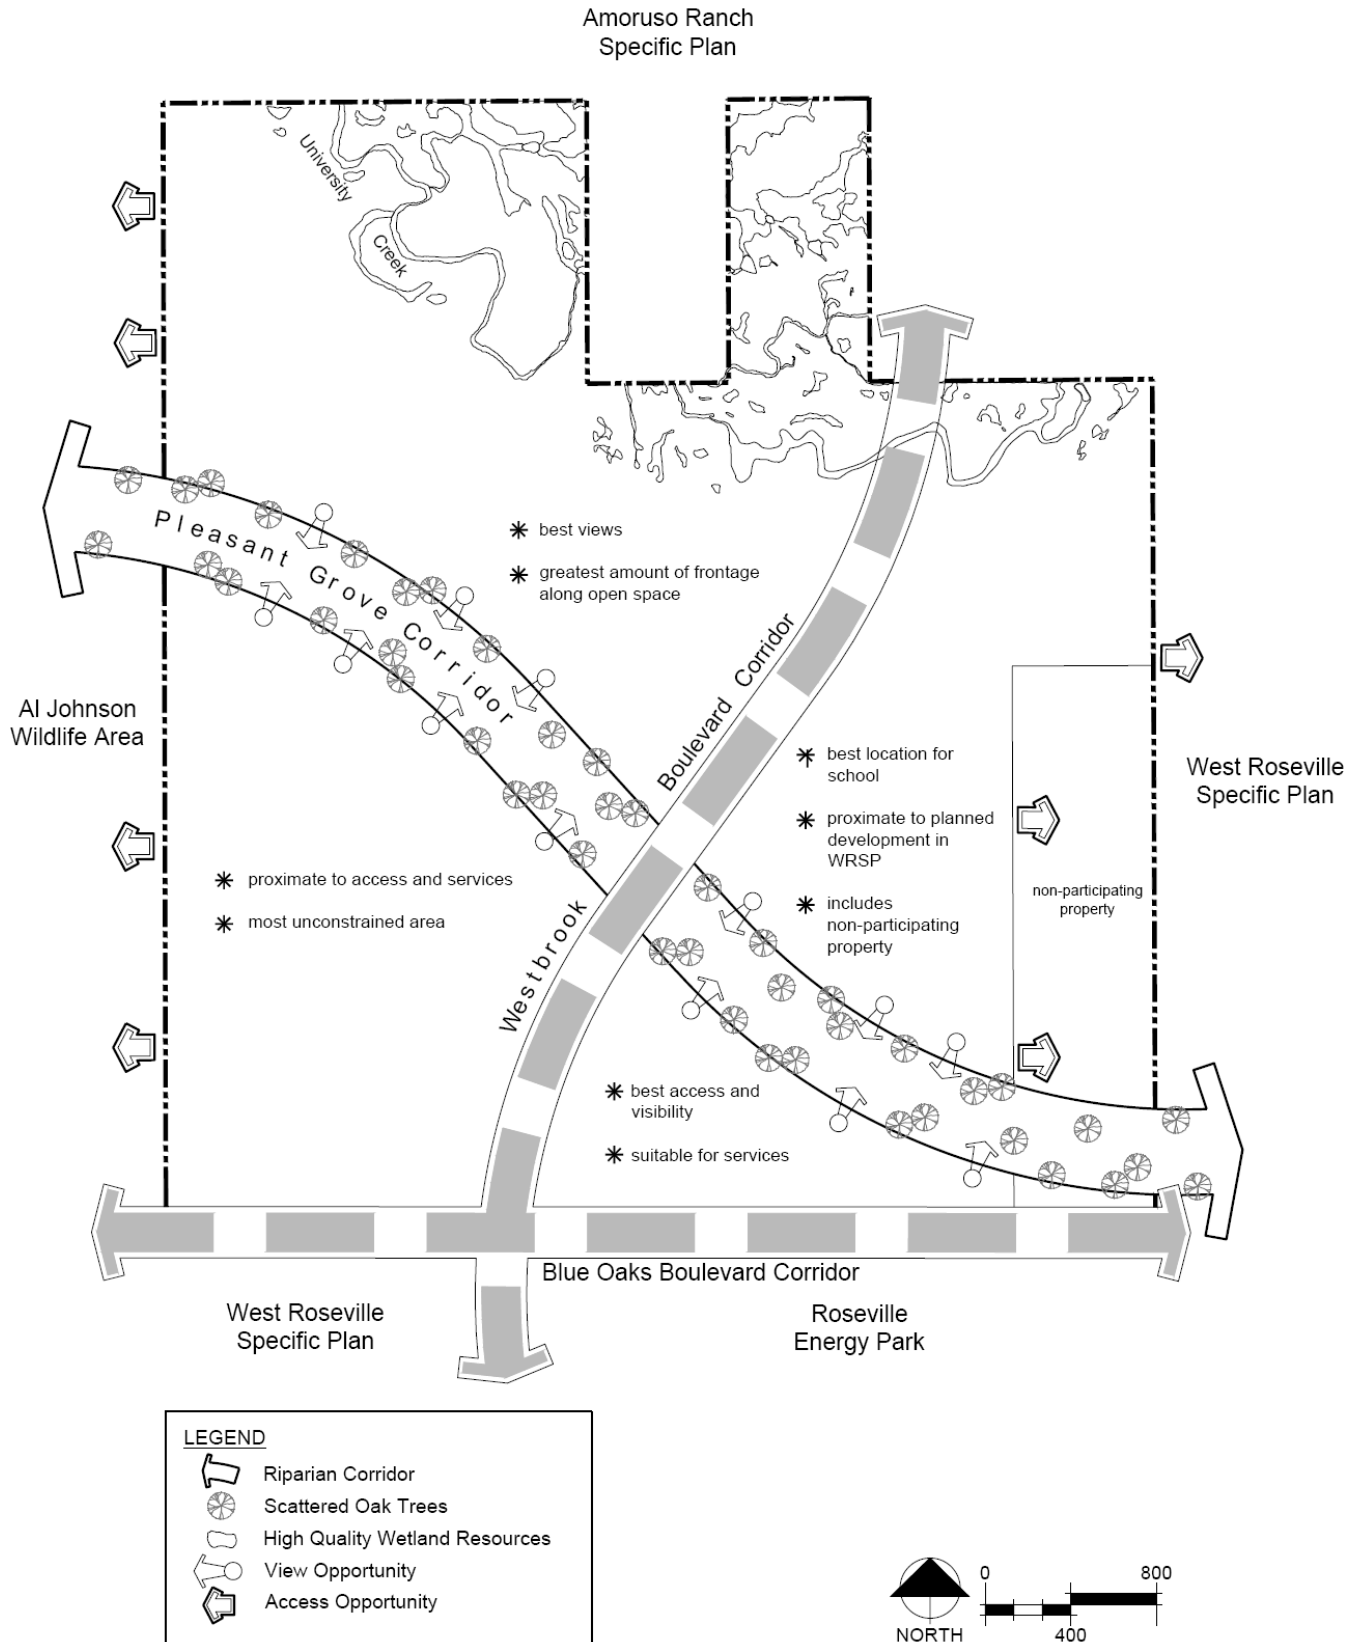 Amoruso Ranch
Specific Plan
University
Creek
Pleasant Grove Corridor
best views
greatest amount of frontage
along open space
Westbrook Boulevard Corridor
Al Johnson
Wildlife Area
best location for
school
proximate to planned
development in
WRSP
includes
non-participating
property
non-participating
property
West Roseville
Specific Plan
proximate to access and services
most unconstrained area
best access and
visibility
suitable for services
Blue Oaks Boulevard Corridor
West Roseville
Specific Plan
Roseville
Energy Park
LEGEND
Riparian Corridor
Scattered Oak Trees
High Quality Wetland Resources
View Opportunity
Access Opportunity
NORTH
0
800
400